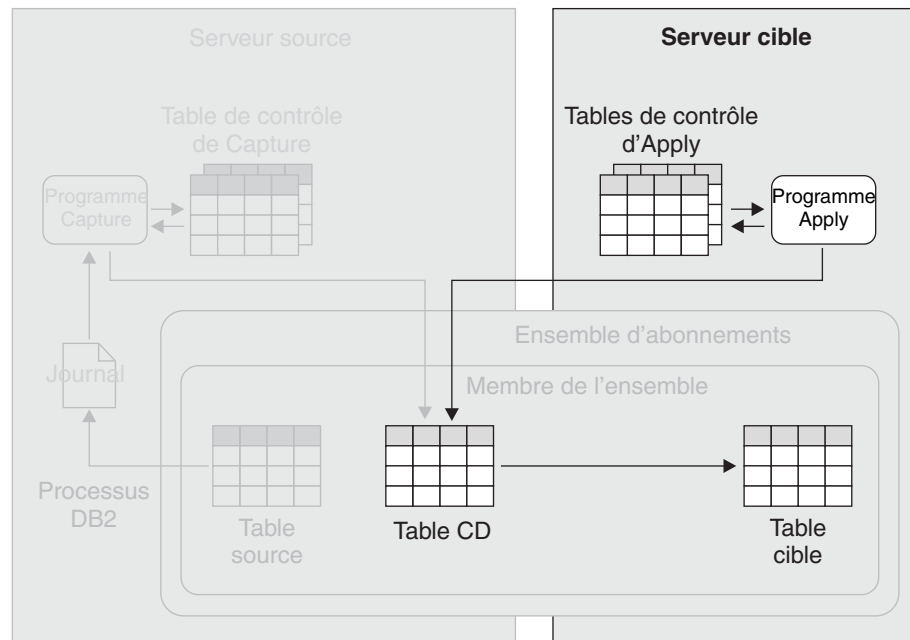 Serveur source
Serveur cible
Table de contrôle
de Capture
Tables de contrôle
d'Apply
Programme
Capture
Programme
Apply
Ensemble d'abonnements
Journal
Membre de l'ensemble
Processus
DB2
Table
source
Table CD
Table
cible